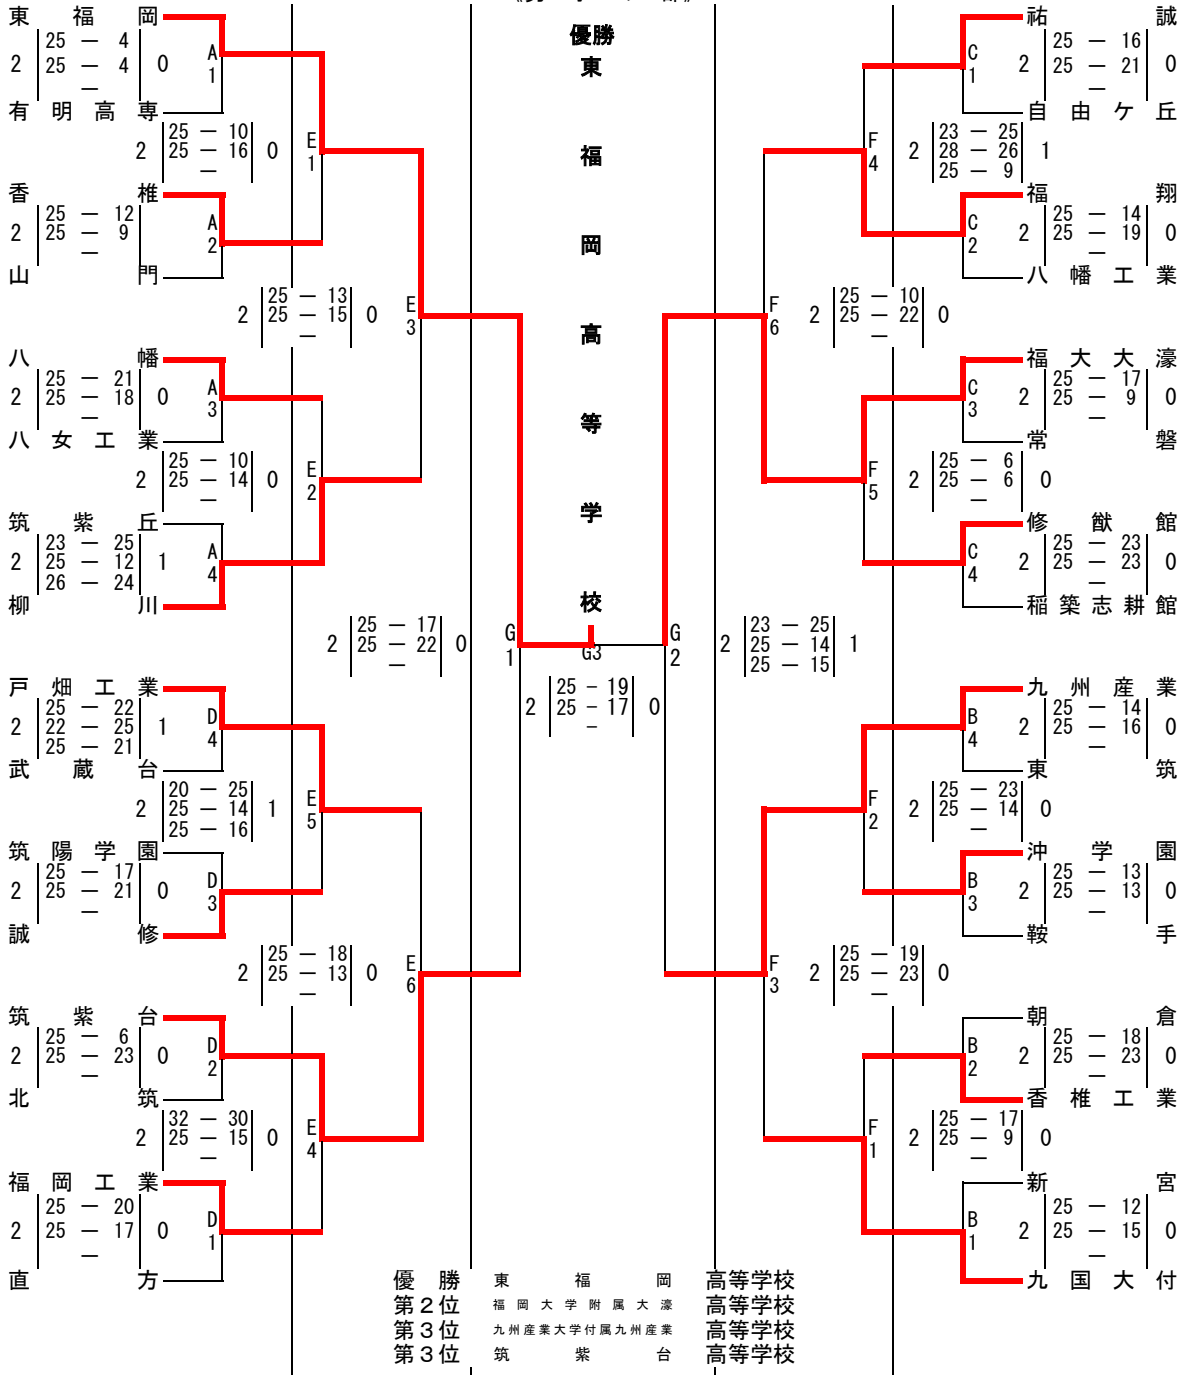 優勝
東福岡高等学校
東福岡
2 25 ― 4 0
25 ― 4
―
A1
有明高専
2 25 ― 10 0
25 ― 16
―
E1
香椎
2 25 ― 12
25 ― 9
―
A2
山門
2 25 ― 13 0
25 ― 15
―
E3
八幡
2 25 ― 21 0
25 ― 18
―
A3
八女工業
2 25 ― 10 0
25 ― 14
―
E2
筑紫丘
2 23 ― 25 1
25 ― 12
26 ― 24
A4
柳川
2 25 ― 17 0
25 ― 22
―
G1
戸畑工業
2 25 ― 22 1
22 ― 25
25 ― 21
D4
武蔵台
2 20 ― 25 1
25 ― 14
25 ― 16
E5
筑陽学園
2 25 ― 17 0
25 ― 21
―
D3
誠修
2 25 ― 18 0
25 ― 13
―
E6
筑紫台
2 25 ― 6 0
25 ― 23
―
D2
北筑
2 32 ― 30 0
25 ― 15
―
E4
福岡工業
2 25 ― 20 0
25 ― 17
―
D1
直方
G3
2 25 - 19 0
25 - 17
-
祐誠
C1
2 25 ― 16 0
25 ― 21
―
自由ケ丘
F4
2 23 ― 25 1
28 ― 26
25 ― 9
福翔
C2
2 25 ― 14 0
25 ― 19
―
八幡工業
F6
2 25 ― 10 0
25 ― 22
―
福大大濠
C3
2 25 ― 17 0
25 ― 9
―
常磐
F5
2 25 ― 6 0
25 ― 6
―
修猷館
C4
2 25 ― 23 0
25 ― 23
―
稲築志耕館
G2
2 23 ― 25 1
25 ― 14
25 ― 15
九州産業
B4
2 25 ― 14 0
25 ― 16
―
東筑
F2
2 25 ― 23 0
25 ― 14
―
沖学園
B3
2 25 ― 13 0
25 ― 13
―
鞍手
F3
2 25 ― 19 0
25 ― 23
―
朝倉
B2
2 25 ― 18 0
25 ― 23
―
香椎工業
F1
2 25 ― 17 0
25 ― 9
―
新宮
B1
2 25 ― 12 0
25 ― 15
―
九国大付
優勝 東福岡 高等学校
第２位 福岡大学附属大濠 高等学校
第３位 九州産業大学付属九州産業 高等学校
第３位 筑紫台 高等学校